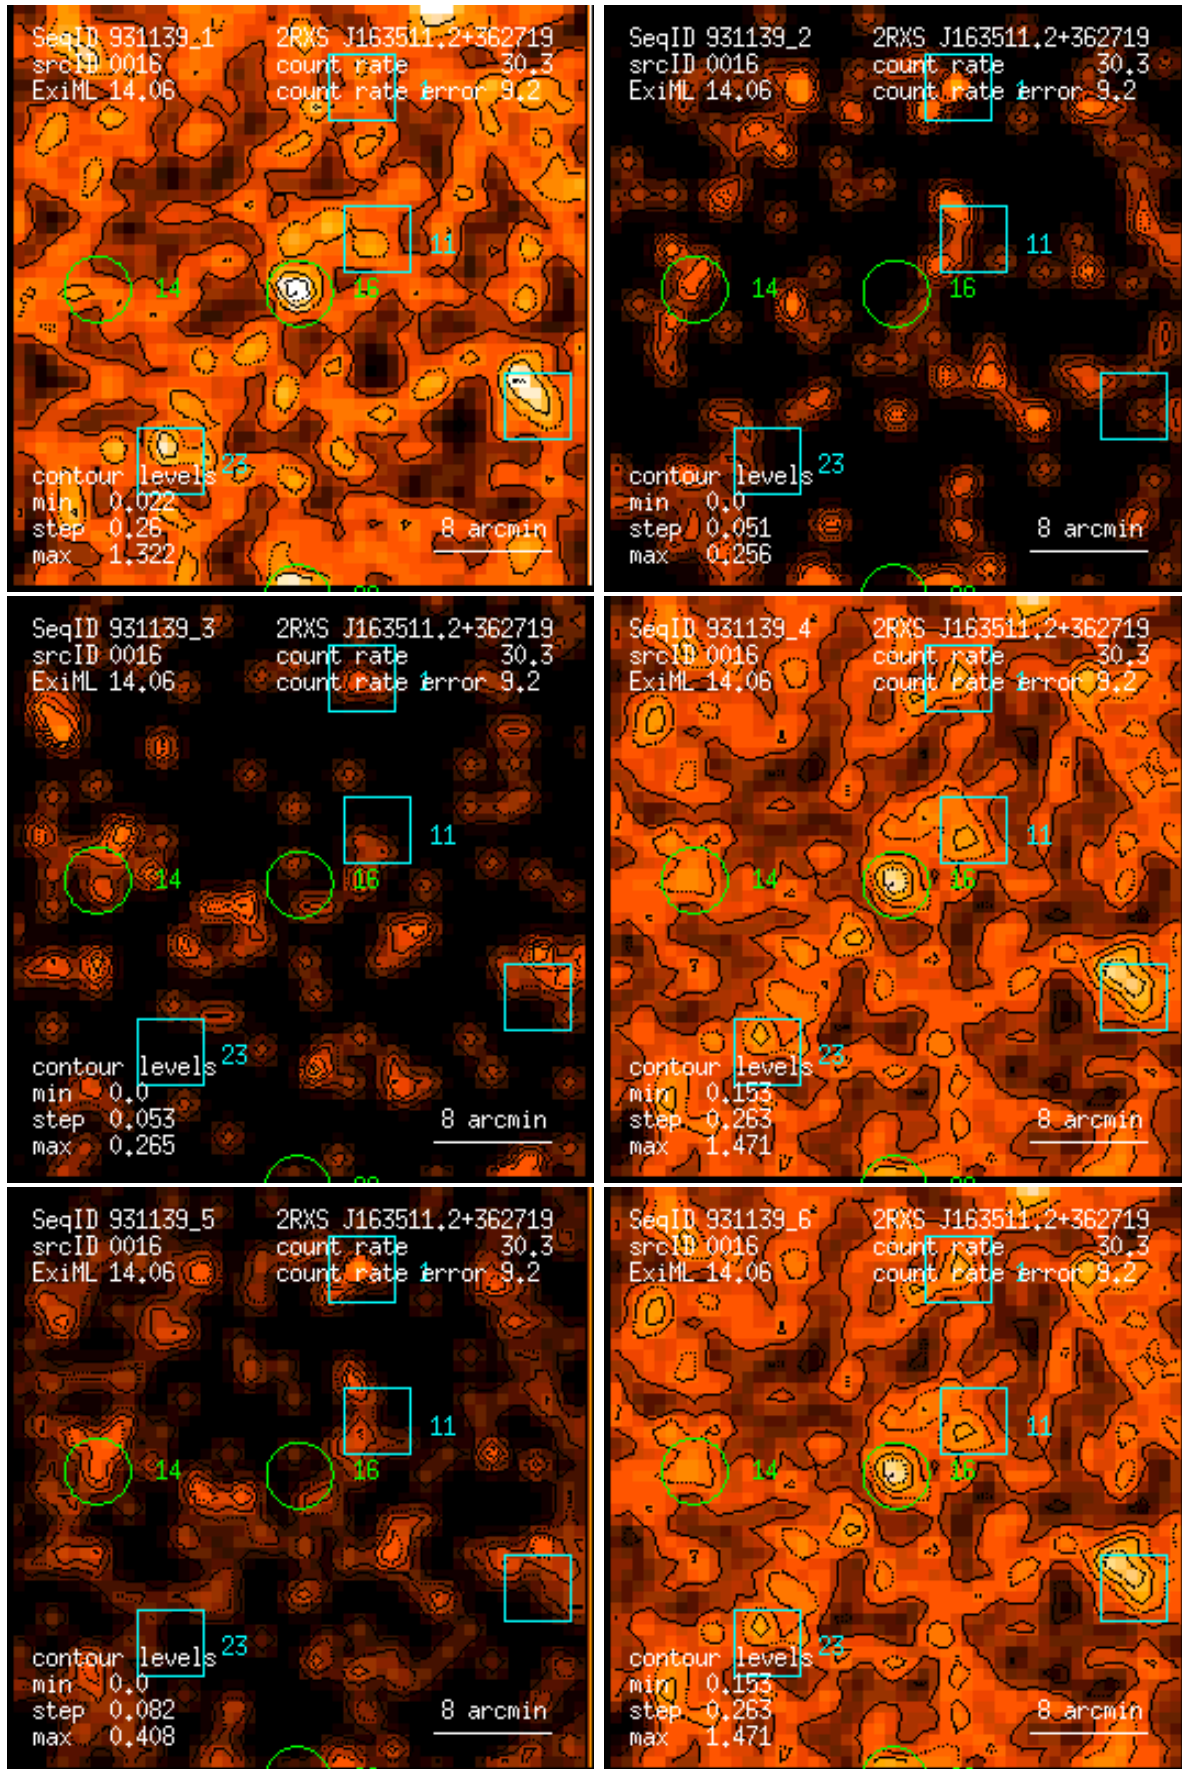 SeqID 931139_1 2RXS J163511.2+362719
srcID 0016 count rate 30.3
ExiML 14.06 count rate error 9.2
1
11
14 16
23
contour levels
min 0.022
step 0.26 8 arcmin
max 1.322
SeqID 931139_2 2RXS J163511.2+362719
srcID 0016 count rate 30.3
ExiML 14.06 count rate error 9.2
1
11
14 16
23
contour levels
min 0.0
step 0.051 8 arcmin
max 0.256
SeqID 931139_3 2RXS J163511.2+362719
srcID 0016 count rate 30.3
ExiML 14.06 count rate error 9.2
1
11
14 16
23
contour levels
min 0.0
step 0.053 8 arcmin
max 0.265
SeqID 931139_4 2RXS J163511.2+362719
srcID 0016 count rate 30.3
ExiML 14.06 count rate error 9.2
1
11
14 16
23
contour levels
min 0.153
step 0.263 8 arcmin
max 1.471
SeqID 931139_5 2RXS J163511.2+362719
srcID 0016 count rate 30.3
ExiML 14.06 count rate error 9.2
1
11
14 16
23
contour levels
min 0.0
step 0.082 8 arcmin
max 0.408
SeqID 931139_6 2RXS J163511.2+362719
srcID 0016 count rate 30.3
ExiML 14.06 count rate error 9.2
1
11
14 16
23
contour levels
min 0.153
step 0.263 8 arcmin
max 1.471